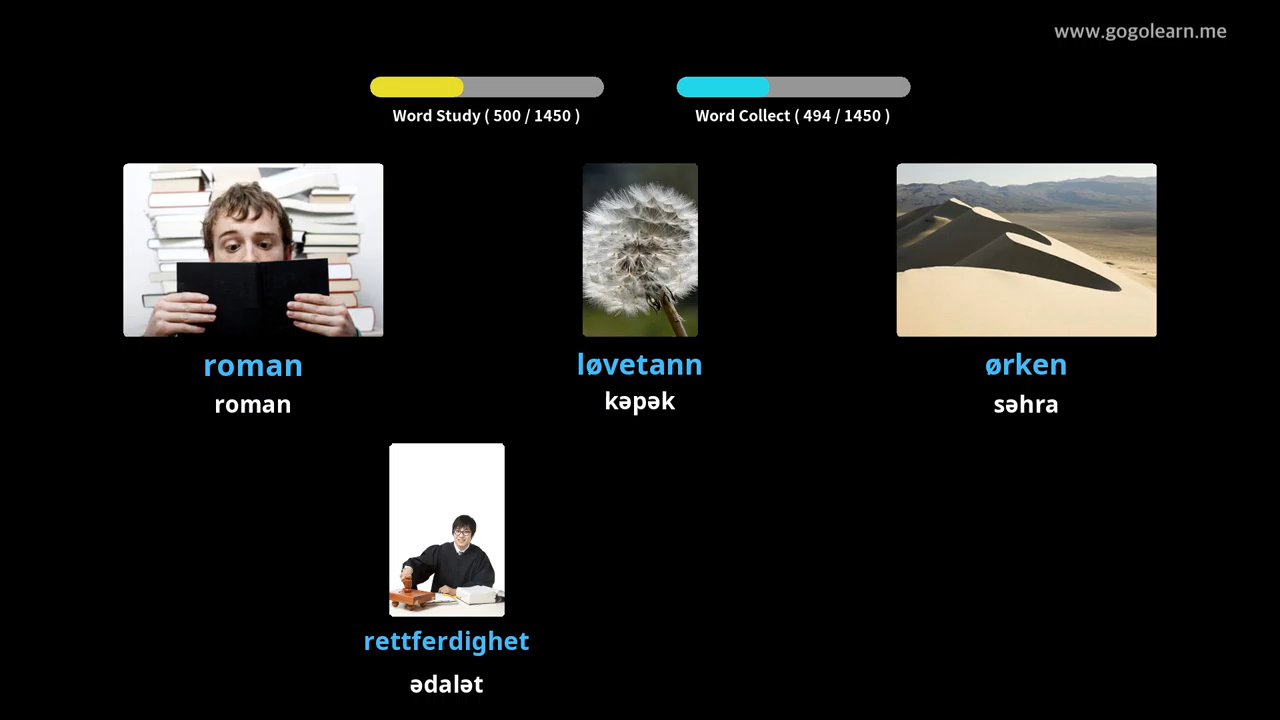 www.gogolearn.me
Word Study ( 500 / 1450 )
Word Collect ( 494 / 1450 )
roman
roman
løvetann
kəpək
ørken
səhra
rettferdighet
ədalət